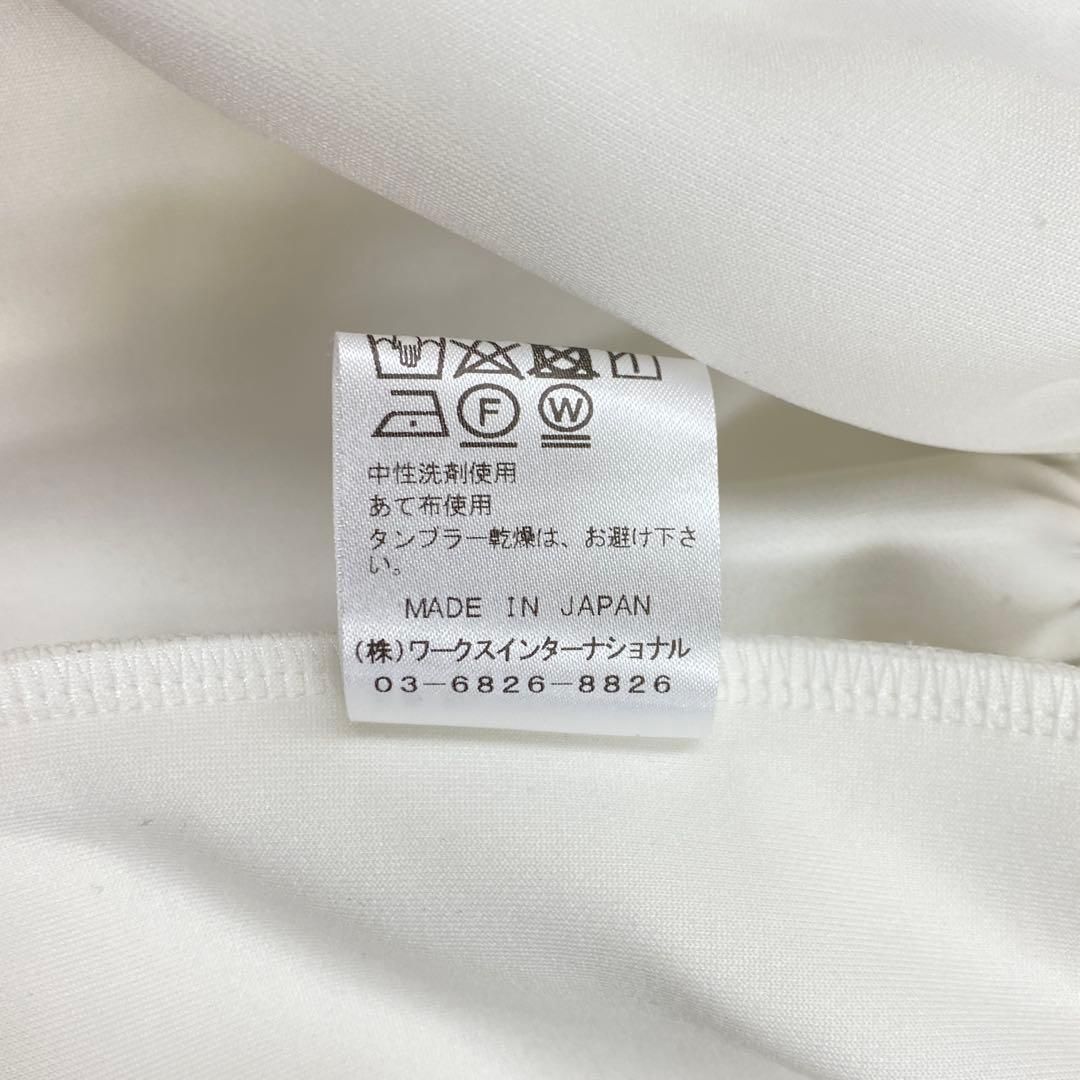 F W
中性洗剤使用
あて布使用
タンブラー乾燥は、お避け下さ
い。
MADE IN JAPAN
(株)ワークスインターナショナル
03-6826-8826